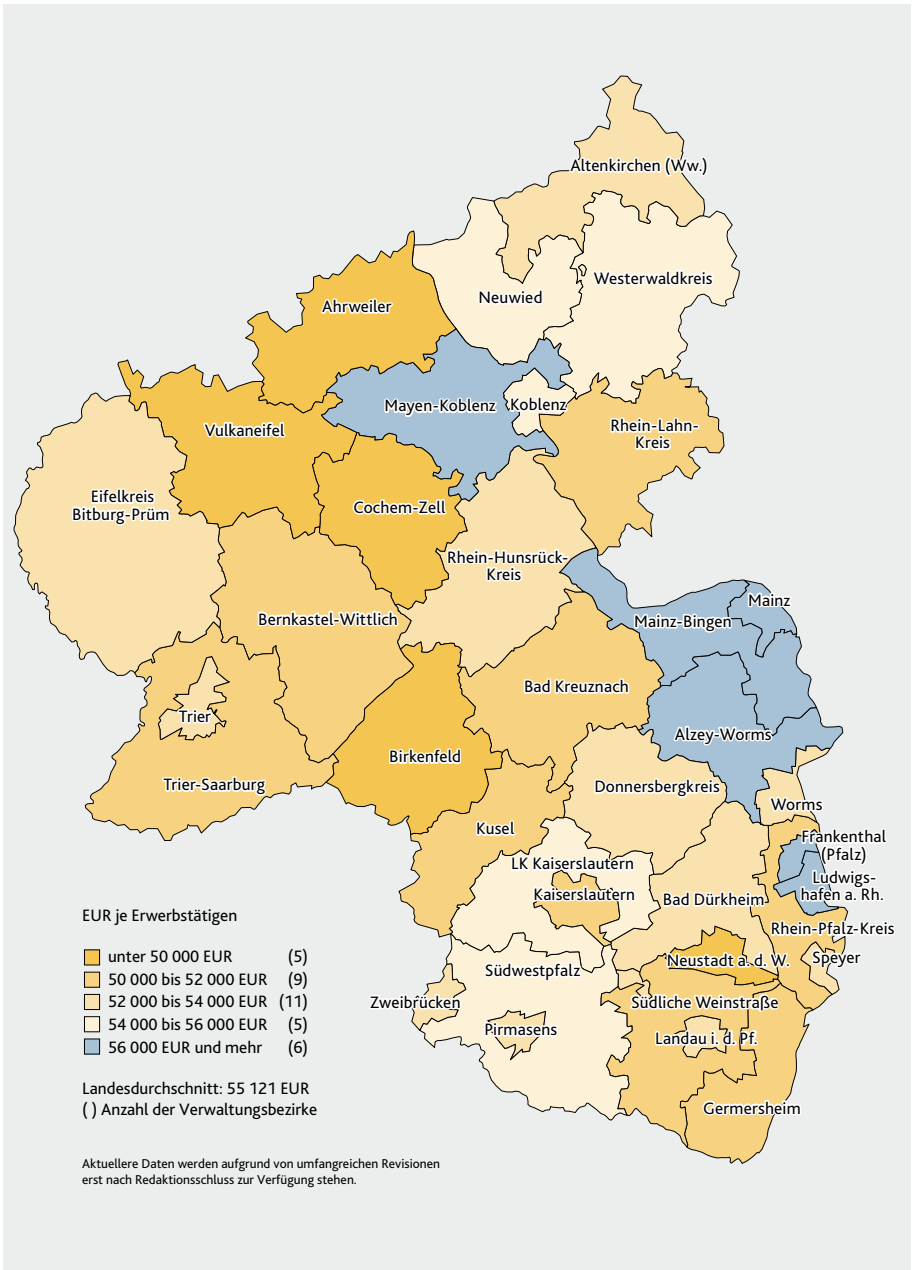 Altenkirchen (Ww.)
Westerwaldkreis
Neuwied
Ahrweiler
Mayen-Koblenz
Koblenz
Rhein-Lahn-
Kreis
Vulkaneifel
Eifelkreis
Bitburg-Prüm
Cochem-Zell
Rhein-Hunsrück-
Kreis
Mainz
Mainz-Bingen
Bernkastel-Wittlich
Bad Kreuznach
Trier
Alzey-Worms
Birkenfeld
Trier-Saarburg
Donnersbergkreis
Worms
Kusel
Frankenthal
(Pfalz)
LK Kaiserslautern
Ludwigs-
hafen a. Rh.
Kaiserslautern
Bad Dürkheim
Rhein-Pfalz-Kreis
Neustadt a. d. W.
Speyer
Südwestpfalz
Zweibrücken
Südliche Weinstraße
Pirmasens
Landau i. d. Pf.
Germersheim
EUR je Erwerbstätigen
unter 50 000 EUR (5)
50 000 bis 52 000 EUR (9)
52 000 bis 54 000 EUR (11)
54 000 bis 56 000 EUR (5)
56 000 EUR und mehr (6)
Landesdurchschnitt: 55 121 EUR
( ) Anzahl der Verwaltungsbezirke
Aktuellere Daten werden aufgrund von umfangreichen Revisionen
erst nach Redaktionsschluss zur Verfügung stehen.